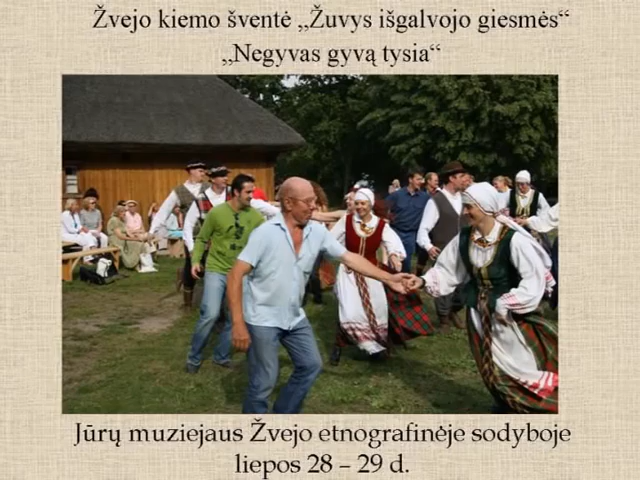 Žvejo kiemo šventė „Žuvys išgalvojo giesmės“
„Negyvas gyvą tysia“
Jūrų muziejaus Žvejo etnografinėje sodyboje
liepos 28 – 29 d.